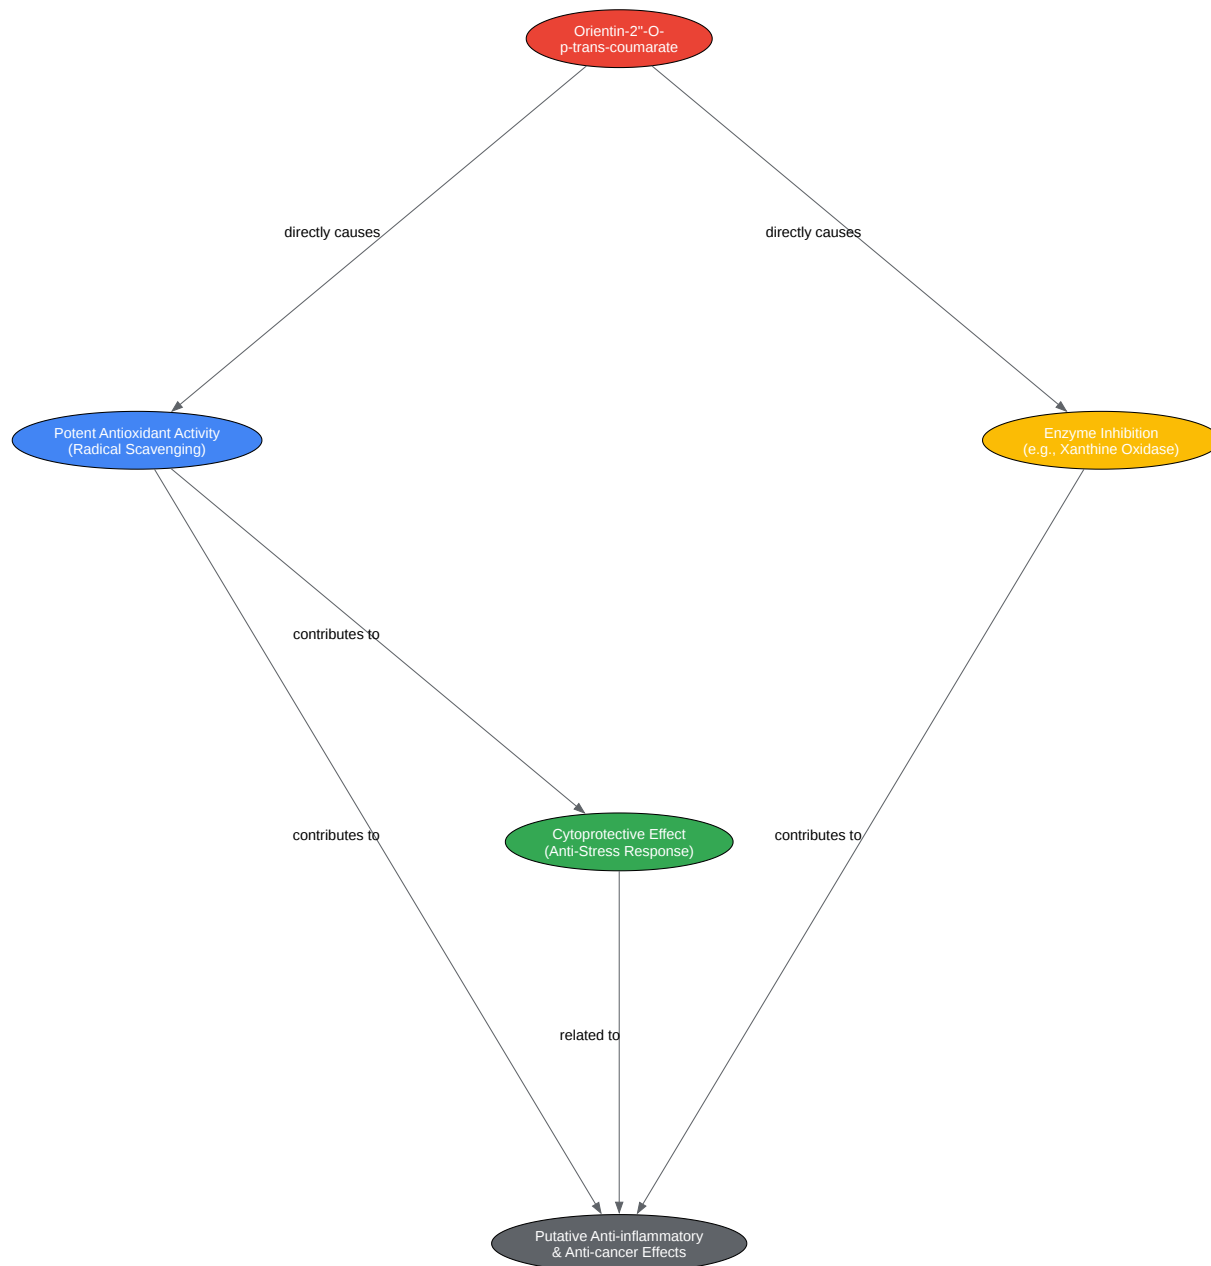 Orientin-2"-O-
p-trans-coumarate
directly causes
directly causes
Potent Antioxidant Activity
(Radical Scavenging)
Enzyme Inhibition
(e.g., Xanthine Oxidase)
contributes to
Cytoprotective Effect
(Anti-Stress Response)
contributes to
contributes to
related to
Putative Anti-inflammatory
& Anti-cancer Effects